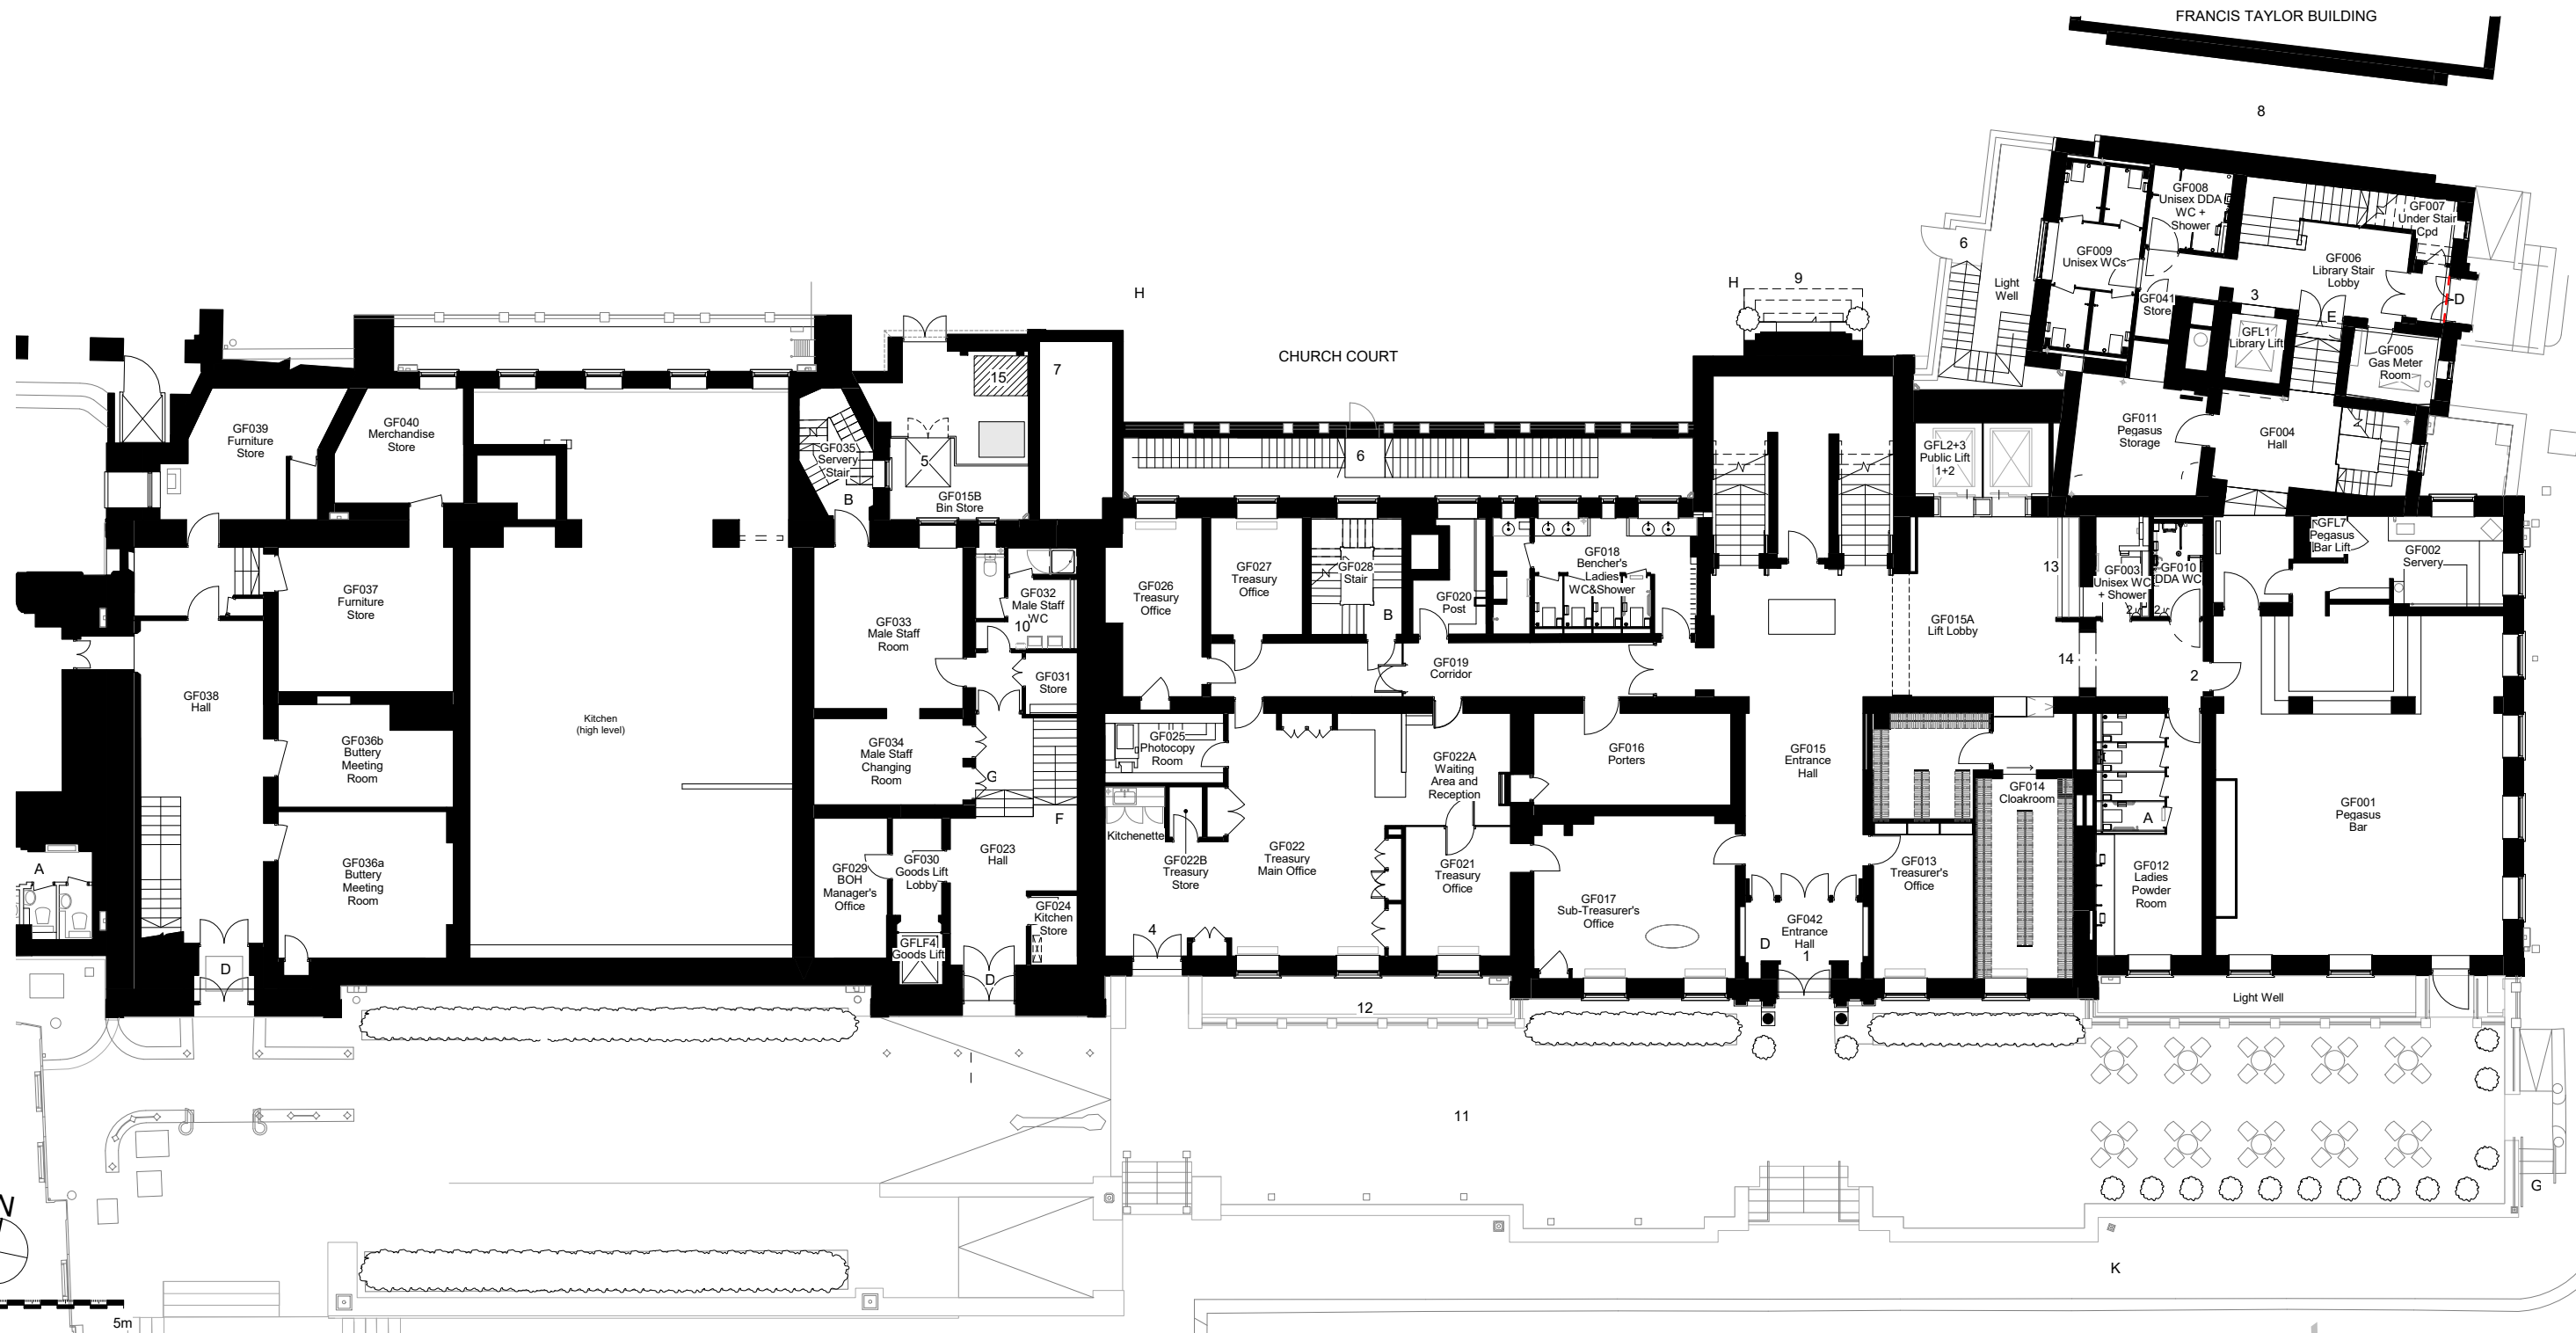 FRANCIS TAYLOR BUILDING
8
GF008
Unisex DDA
WC +
Shower
GF007
Under Stair
Cpd
6
GF009
Unisex WCs
GF006
Library Stair
Lobby
Light
Well
GF041
Store
3
D
E
GFL1
Library Lift
GF005
Gas Meter
Room
H
H
9
CHURCH COURT
7
15
GF039
Furniture
Store
GF040
Merchandise
Store
GF035
Servery
Stair
B
5
GF015B
Bin Store
6
GFL2+3
Public Lift
1+2
GF011
Pegasus
Storage
GF004
Hall
GF037
Furniture
Store
GF033
Male Staff
Room
GF032
Male Staff
WC
10
GF031
Store
GF026
Treasury
Office
GF027
Treasury
Office
GF028
Stair
B
GF020
Post
GF018
Bencher's
Ladies
WC&Shower
GF019
Corridor
13
GF015A
Lift Lobby
14
GF003
Unisex WC
+ Shower
2
GF010
DDA WC
2
2
GFL7
Pegasus
Bar Lift
GF002
Servery
GF038
Hall
Kitchen
(high level)
GF036b
Buttery
Meeting
Room
GF034
Male Staff
Changing
Room
G
F
GF025
Photocopy
Room
GF022A
Waiting
Area and
Reception
GF016
Porters
GF015
Entrance
Hall
GF014
Cloakroom
A
GF001
Pegasus
Bar
A
GF036a
Buttery
Meeting
Room
GF029
BOH
Manager's
Office
GF030
Goods Lift
Lobby
GF023
Hall
GF024
Kitchen
Store
GFLF4
Goods Lift
Kitchenette
GF022B
Treasury
Store
GF022
Treasury
Main Office
GF021
Treasury
Office
GF017
Sub-Treasurer's
Office
GF013
Treasurer's
Office
GF012
Ladies
Powder
Room
GF042
Entrance
Hall
1
D
4
D
D
12
Light Well
I
11
G
K
N
5m